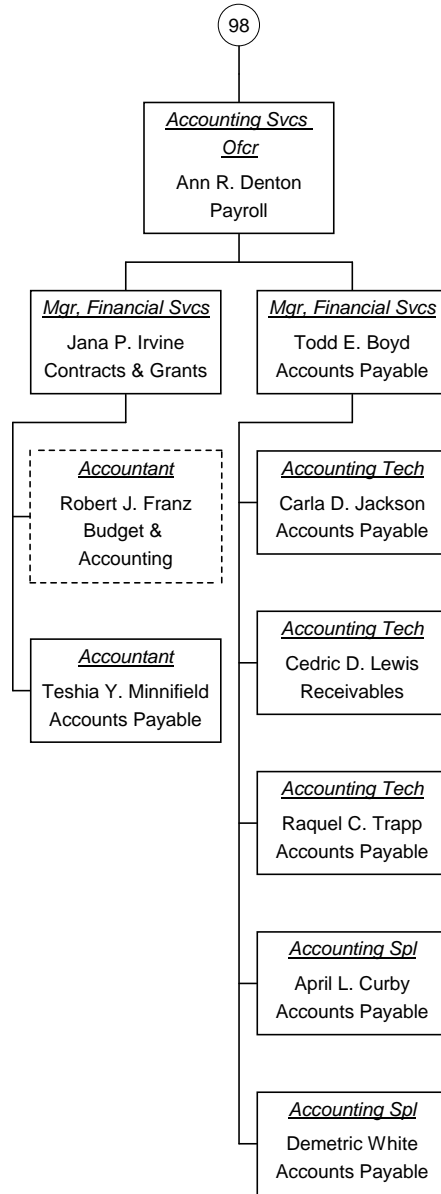 98
Accounting Svcs
Ofcr
Ann R. Denton
Payroll
Mgr, Financial Svcs
Jana P. Irvine
Contracts & Grants
Accountant
Robert J. Franz
Budget &
Accounting
Accountant
Teshia Y. Minnifield
Accounts Payable
Mgr, Financial Svcs
Todd E. Boyd
Accounts Payable
Accounting Tech
Carla D. Jackson
Accounts Payable
Accounting Tech
Cedric D. Lewis
Receivables
Accounting Tech
Raquel C. Trapp
Accounts Payable
Accounting Spl
April L. Curby
Accounts Payable
Accounting Spl
Demetric White
Accounts Payable